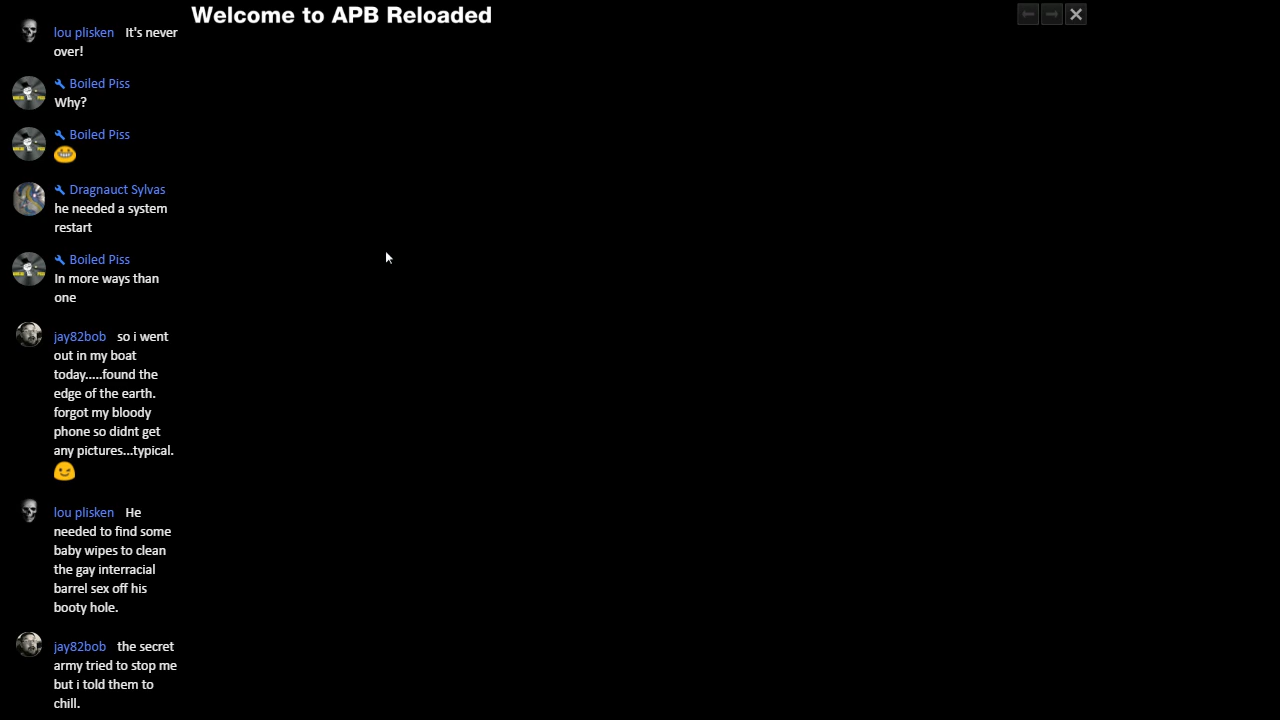 Welcome to APB Reloaded
lou plisken It's never
over!
Boiled Piss
Why?
Boiled Piss
Dragnauct Sylvas
he needed a system
restart
Boiled Piss
In more ways than
one
jay82bob so i went
out in my boat
today.....found the
edge of the earth.
forgot my bloody
phone so didnt get
any pictures...typical.
lou plisken He
needed to find some
baby wipes to clean
the gay interracial
barrel sex off his
booty hole.
jay82bob the secret
army tried to stop me
but i told them to
chill.